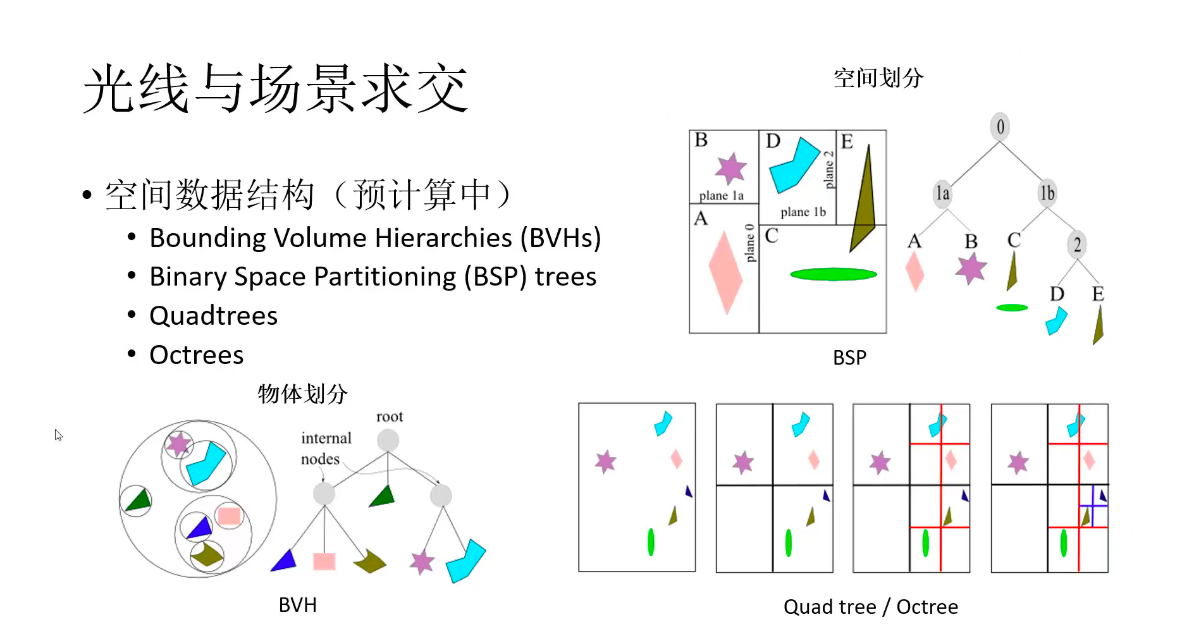 光线与场景求交
• 空间数据结构（预计算中）
• Bounding Volume Hierarchies (BVHs)
• Binary Space Partitioning (BSP) trees
• Quadtrees
• Octrees
空间划分
B
D
E
plane 1a
plane 2
plane 1b
A
plane 0
C
0
1a
1b
A
B
C
2
D
E
BSP
物体划分
root
internal
nodes
BVH
Quad tree / Octree